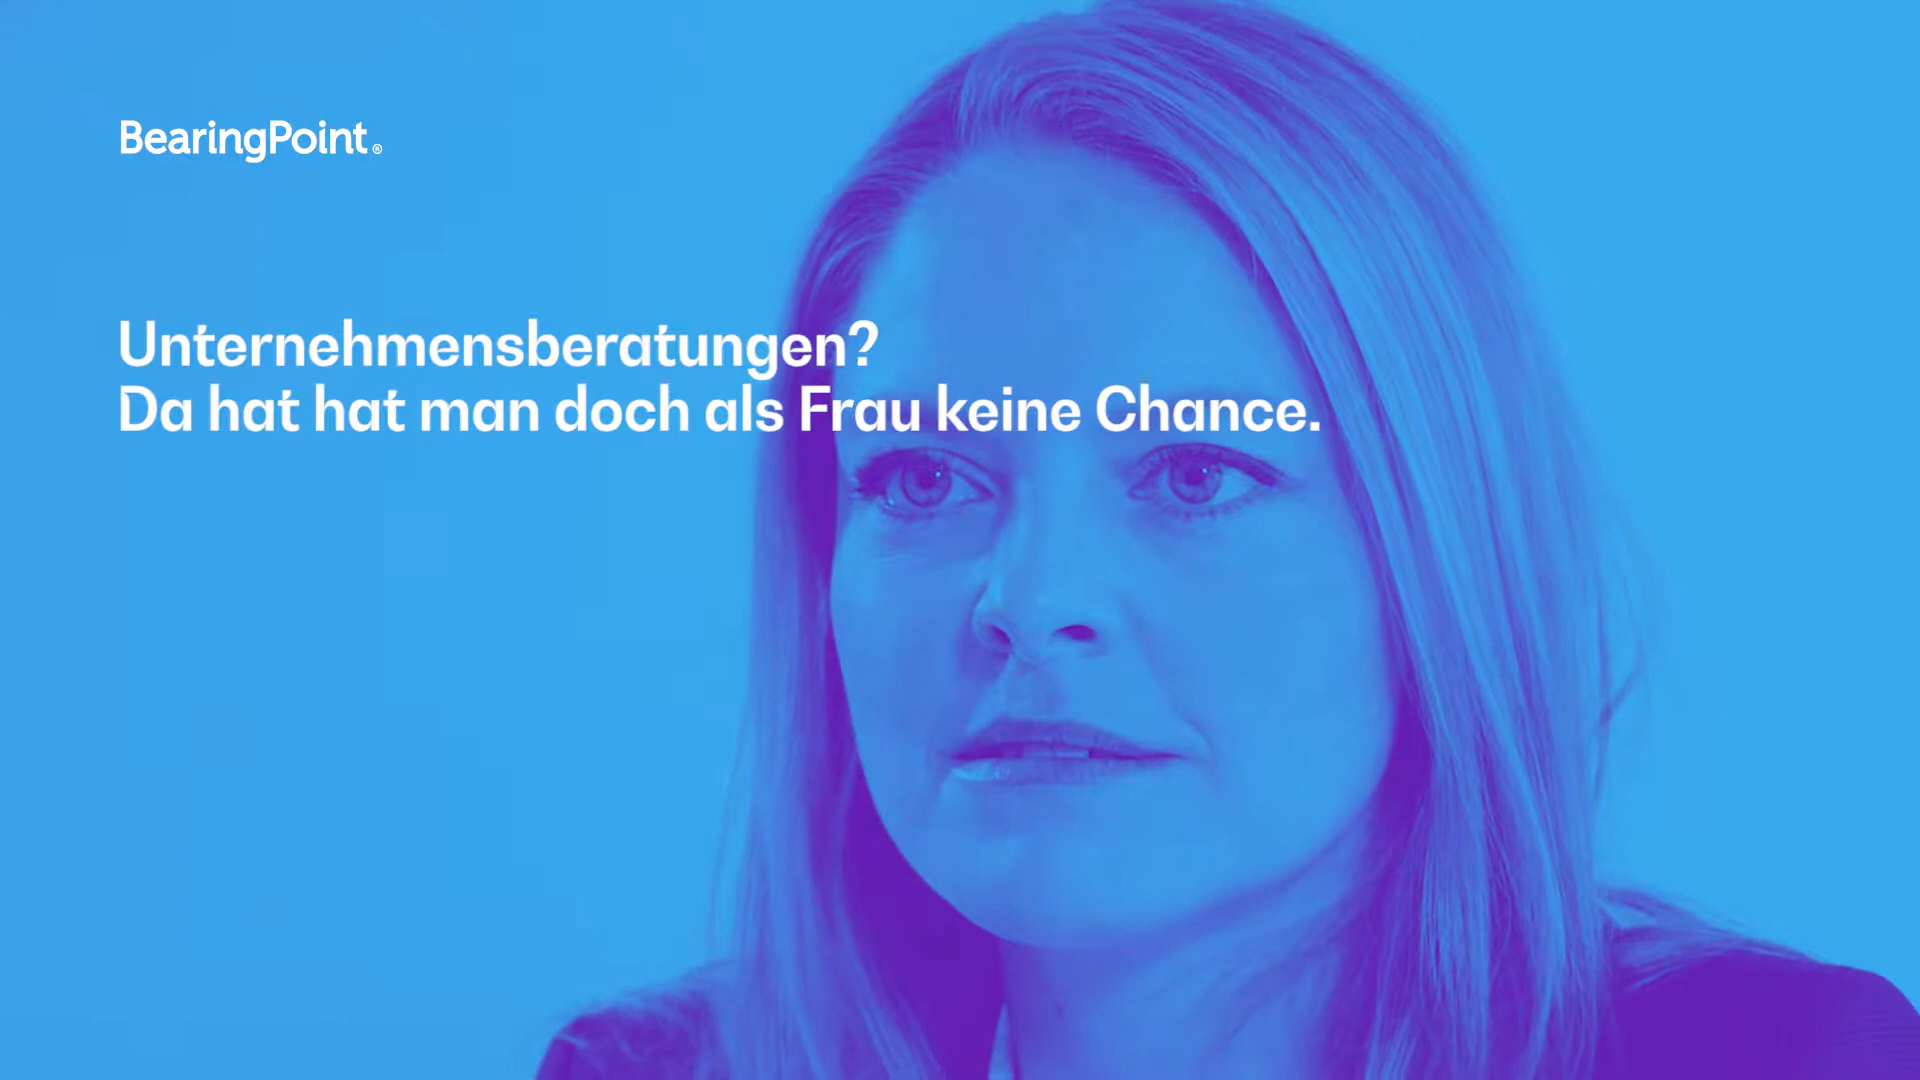 BearingPoint®
Unternehmensberatungen?
Da hat hat man doch als Frau keine Chance.